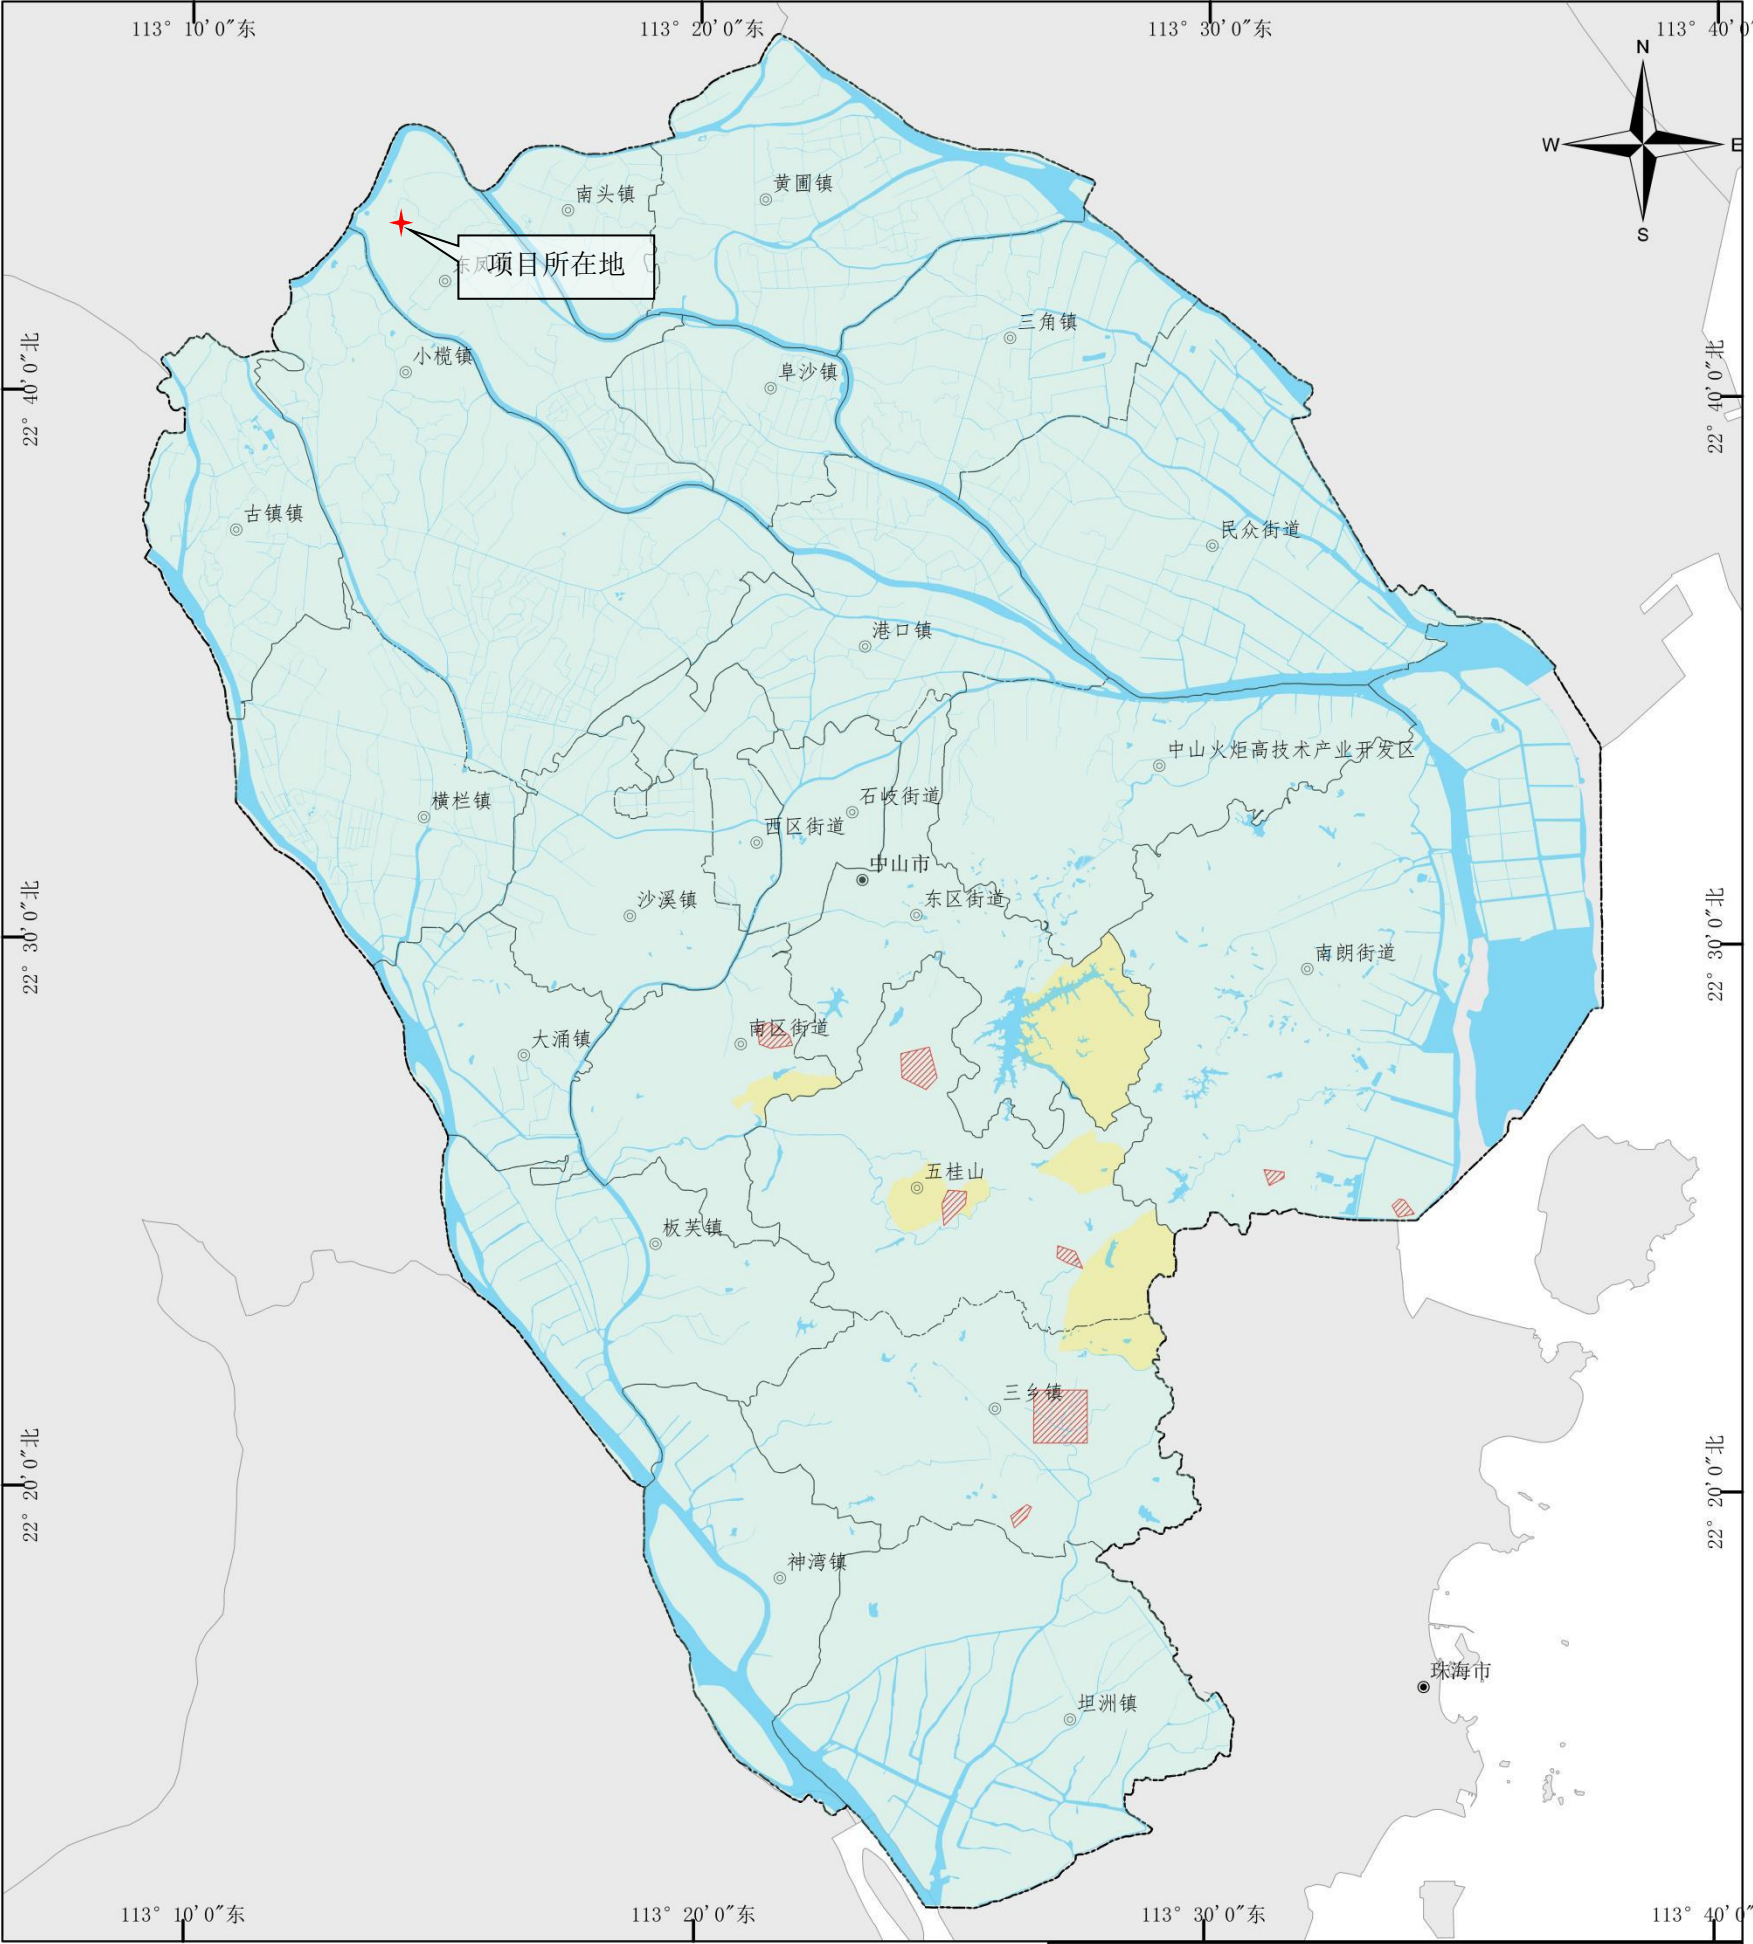 113° 10'0"东
113° 20'0"东
113° 30'0"东
113° 40'0"
N
W
E
S
南头镇
黄圃镇
东凤
项目所在地
三角镇
小榄镇
阜沙镇
22° 40'0"北
22° 40'0"北
古镇镇
民众街道
港口镇
中山火炬高技术产业开发区
横栏镇
石岐街道
西区街道
中山市
沙溪镇
东区街道
22° 30'0"北
22° 30'0"北
南朗街道
大涌镇
南区街道
五桂山
板芙镇
三乡镇
22° 20'0"北
22° 20'0"北
神湾镇
珠海市
坦洲镇
113° 10'0"东
113° 20'0"东
113° 30'0"东
113° 40'0"